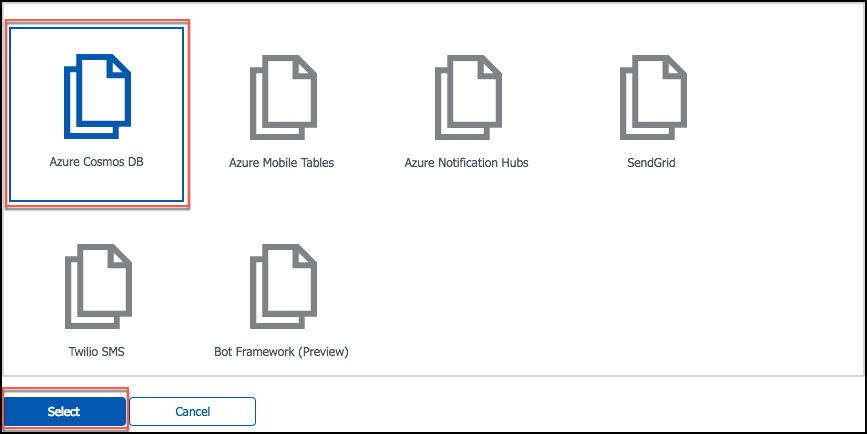 Azure Cosmos DB
Azure Mobile Tables
Azure Notification Hubs
SendGrid
Twilio SMS
Bot Framework (Preview)
Select
Cancel